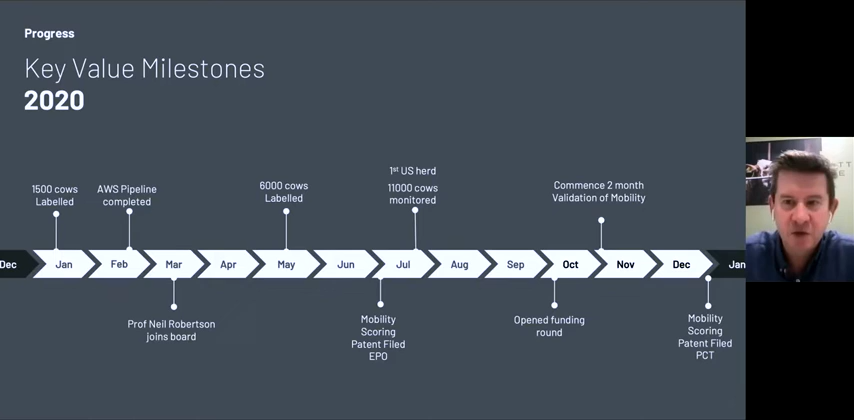 Progress
Key Value Milestones
2020
1500 cows
Labelled
AWS Pipeline
completed
6000 cows
Labelled
1st US herd
11000 cows
monitored
Commence 2 month
Validation of Mobility
Dec
Jan
Feb
Mar
Apr
May
Jun
Jul
Aug
Sep
Oct
Nov
Dec
Jan
Prof Neil Robertson
joins board
Mobility
Scoring
Patent Filed
EPO
Opened funding
round
Mobility
Scoring
Patent Filed
PCT